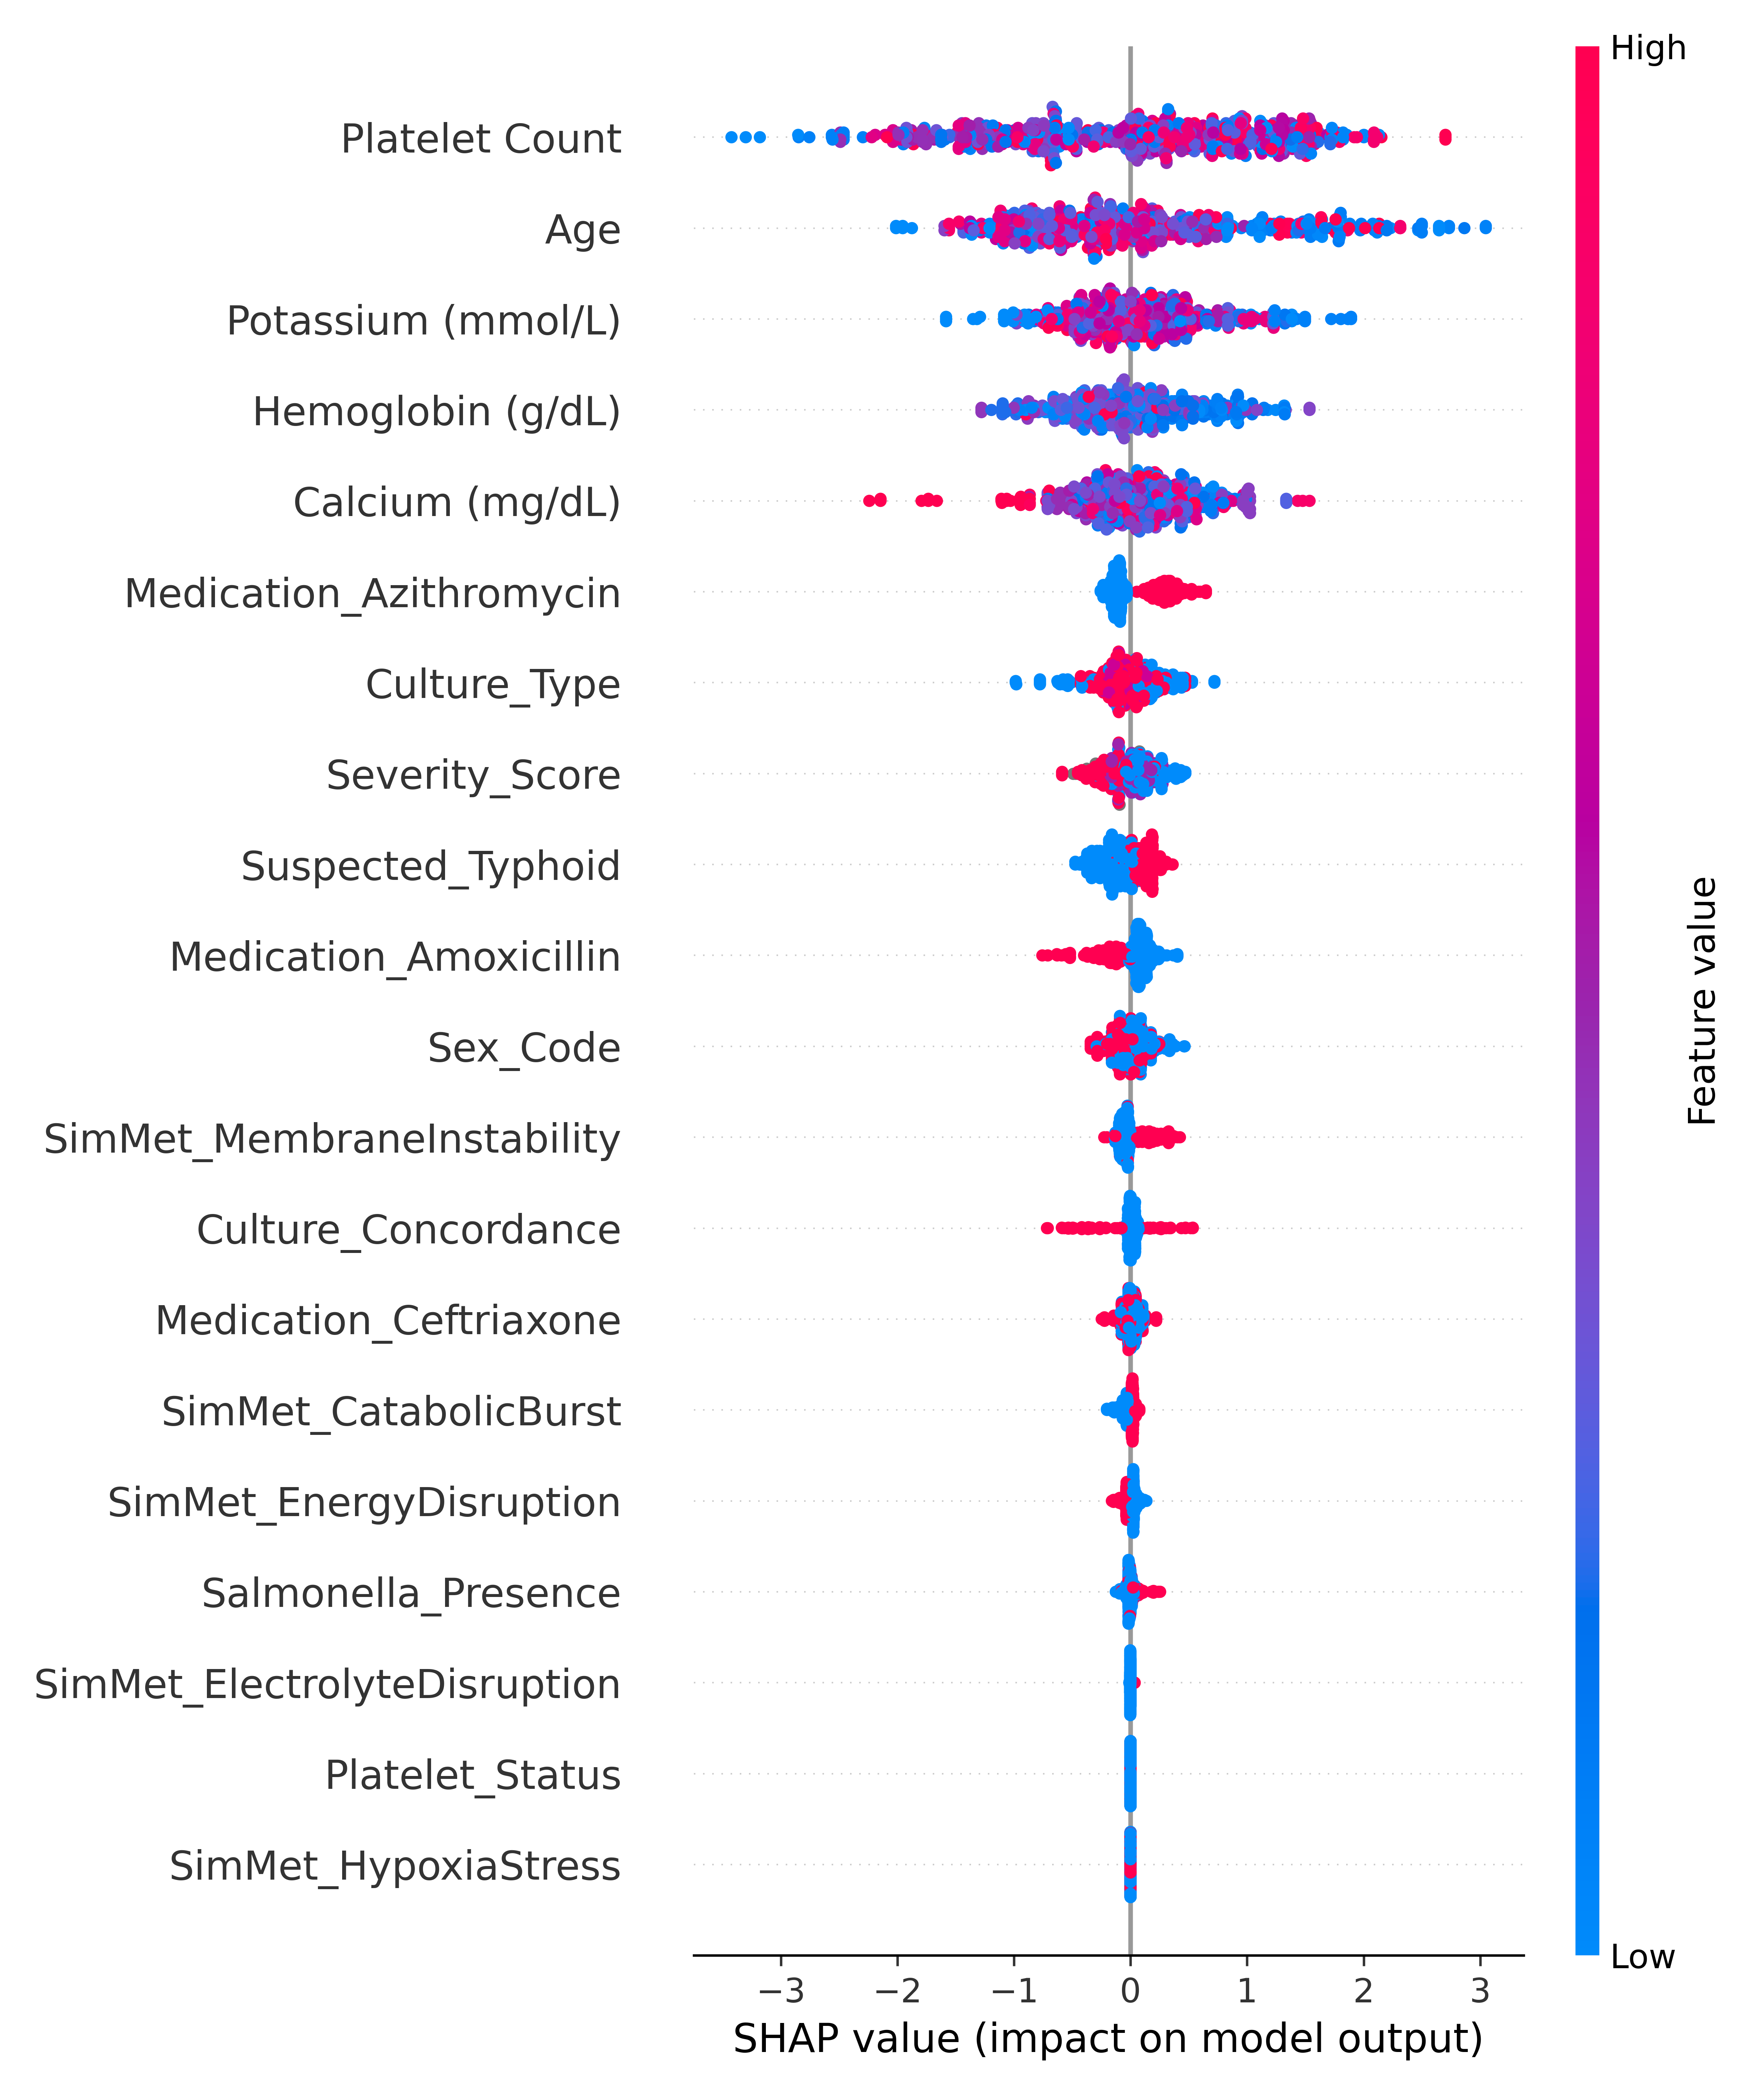 High
Platelet Count
Age
Potassium (mmol/L)
Hemoglobin (g/dL)
Calcium (mg/dL)
Medication_Azithromycin
Culture_Type
Severity_Score
Suspected_Typhoid
Medication_Amoxicillin
Sex_Code
SimMet_MembraneInstability
Culture_Concordance
Medication_Ceftriaxone
SimMet_CatabolicBurst
SimMet_EnergyDisruption
Salmonella_Presence
SimMet_ElectrolyteDisruption
Platelet_Status
SimMet_HypoxiaStress
Feature value
Low
−3 −2 −1 0 1 2 3
SHAP value (impact on model output)